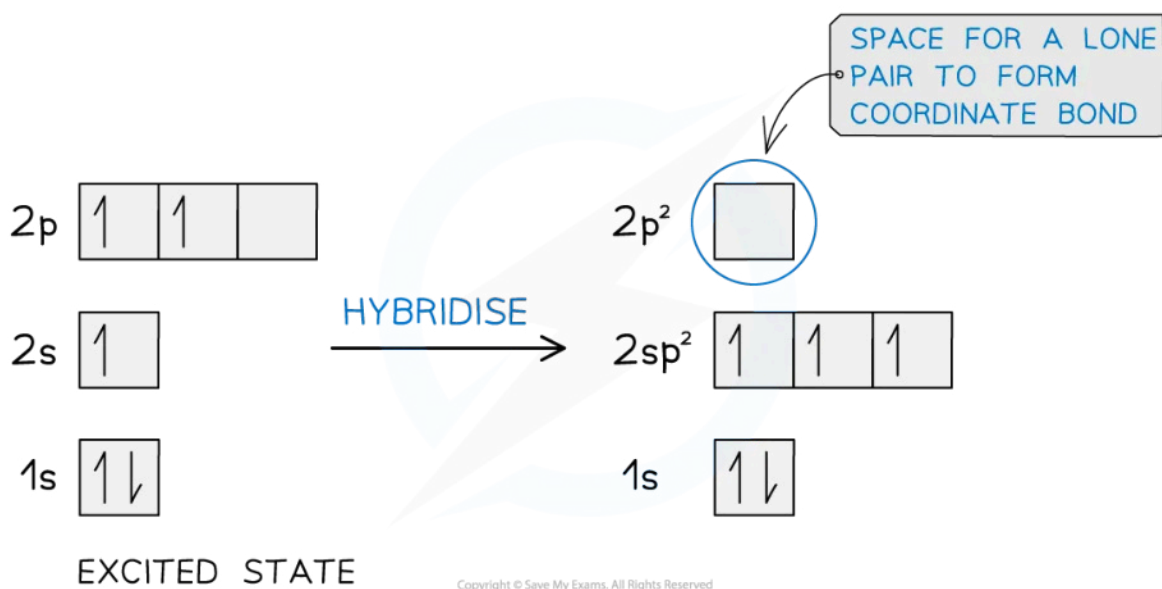 SPACE FOR A LONE
PAIR TO FORM
COORDINATE BOND
2p
2p²
HYBRIDISE
2s
2sp²
1s
1s
EXCITED STATE
Copyright © Save My Exams. All Rights Reserved